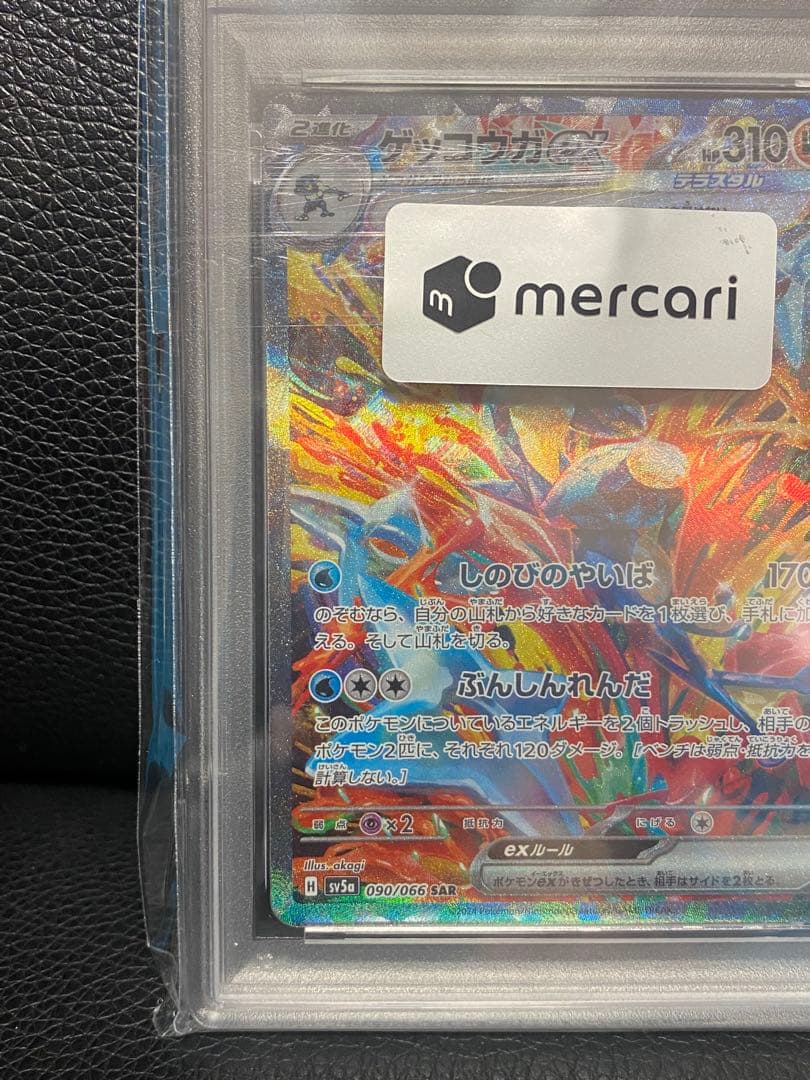 2進化 ゲッコウガex HP310
テラスタル
mercari
しのびのやいば 170
のぞむなら、自分の山札から好きなカードを1枚選び、手札に加
える。そして山札を切る。
ぶんしんれんだ
このポケモンについているエネルギーを2個トラッシュし、相手の
ポケモン2匹に、それぞれ120ダメージ。[ベンチは弱点・抵抗力を
計算しない。]
弱点 ×2 抵抗力 にげる
exルール
ポケモンexがきぜつしたとき、相手はサイドを2枚とる。
Illus. akagi
H sv5a 090/066 SAR